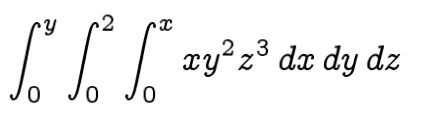 ∫₀^y ∫₀^2 ∫₀^x xy²z³ dx dy dz